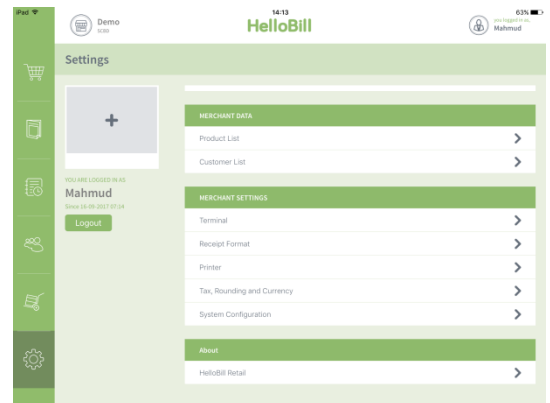 iPad
14:13
63%
Demo
HelloBill
you logged in as,
Mahmud
Settings
MERCHANT DATA
Product List
Customer List
YOU ARE LOGGED IN AS
Mahmud
Since 16-06-2017 07:14
Logout
MERCHANT SETTINGS
Terminal
Receipt Format
Printer
Tax, Rounding and Currency
System Configuration
About
HelloBill Retail